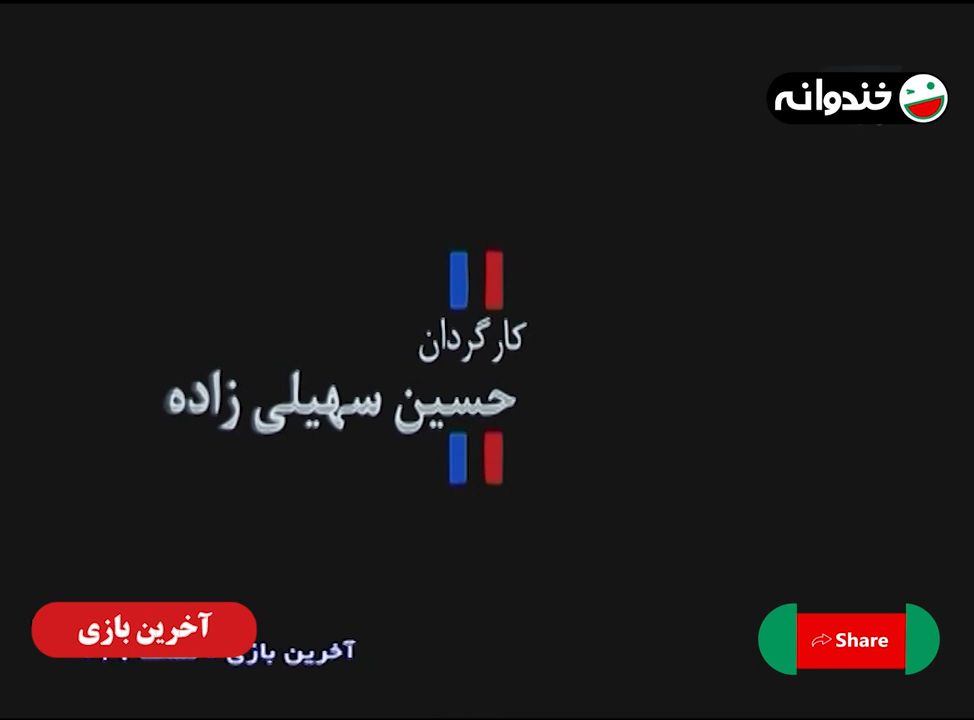 خندوانه
کارگردان
حسین سهیلی زاده
آخرین بازی
آخرین بازی
Share